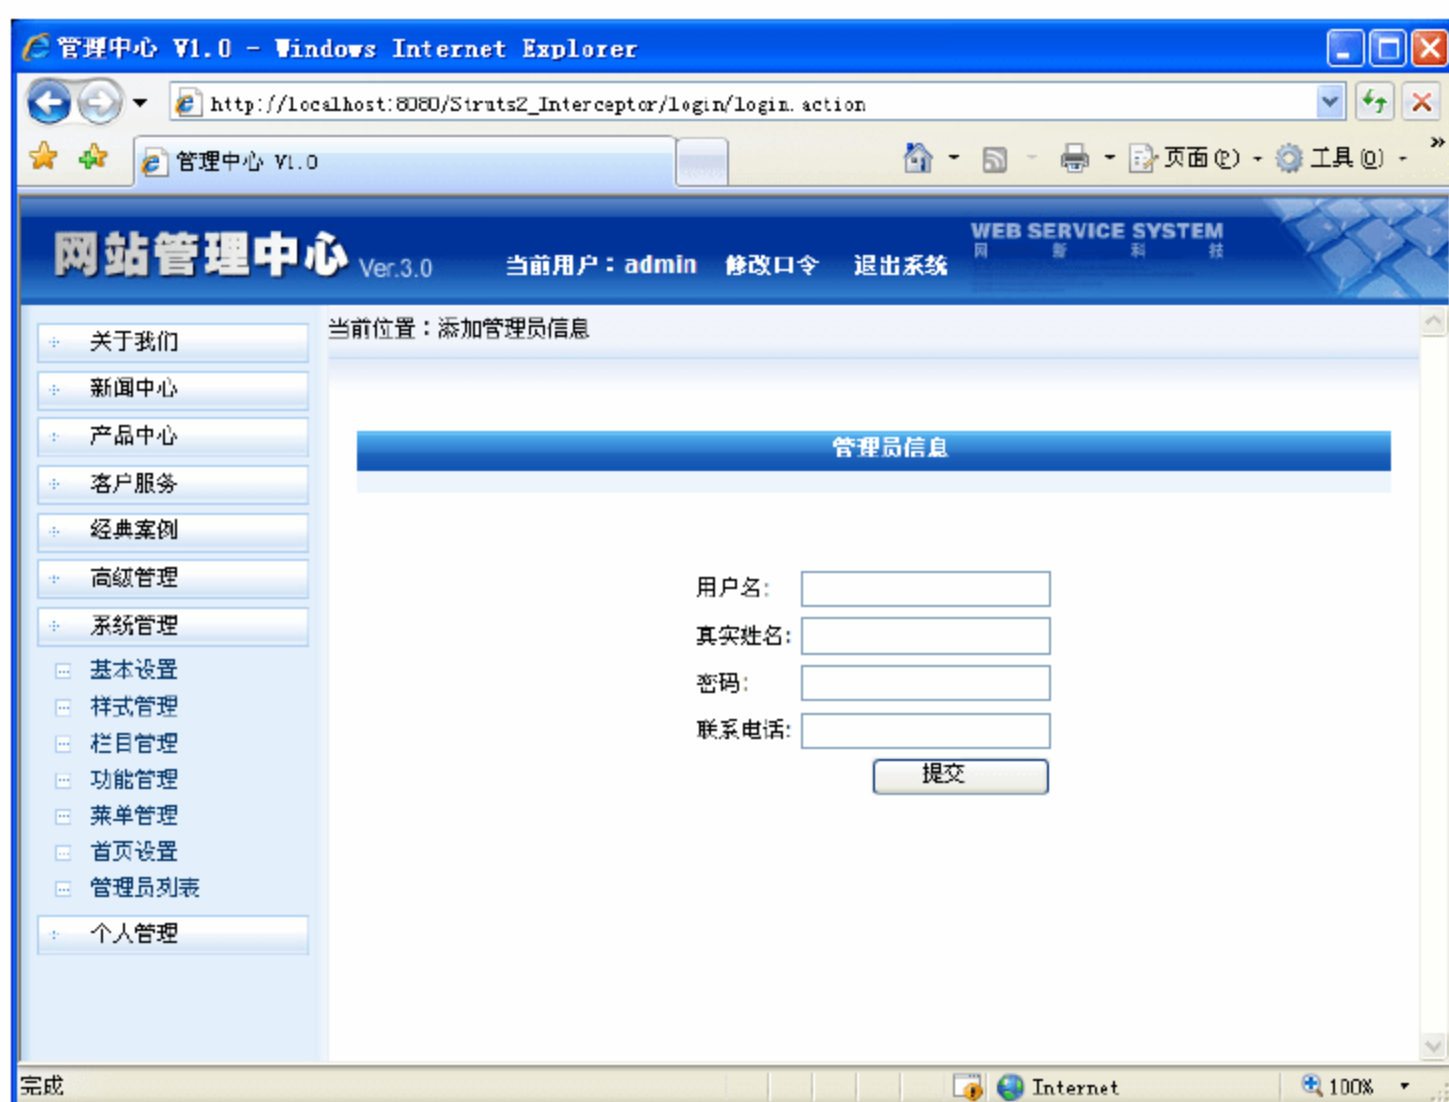 管理中心 V1.0 - Windows Internet Explorer
http://localhost:8080/Struts2_Interceptor/login/login.action
管理中心 V1.0
页面(P)
工具(O)
»
网站管理中心 Ver.3.0
当前用户：admin 修改口令 退出系统
WEB SERVICE SYSTEM
网 新 科 技
当前位置：添加管理员信息
关于我们
新闻中心
产品中心
客户服务
经典案例
高级管理
系统管理
基本设置
样式管理
栏目管理
功能管理
菜单管理
首页设置
管理员列表
个人管理
管理员信息
用户名:
真实姓名:
密码:
联系电话:
提交
完成
Internet
100%